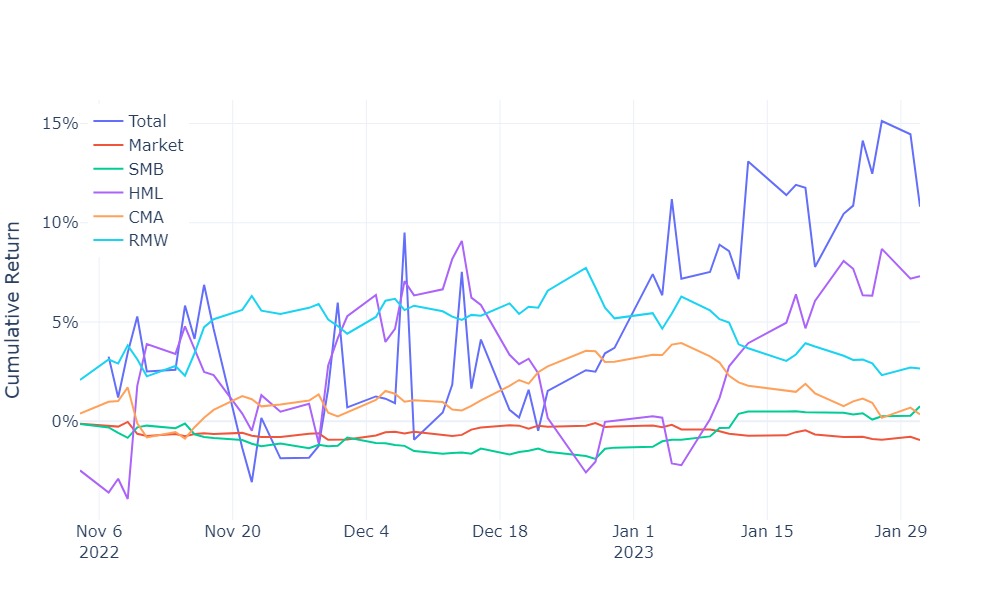 Cumulative Return
15%
10%
5%
0%
Total
Market
SMB
HML
CMA
RMW
Nov 6
2022
Nov 20
Dec 4
Dec 18
Jan 1
2023
Jan 15
Jan 29